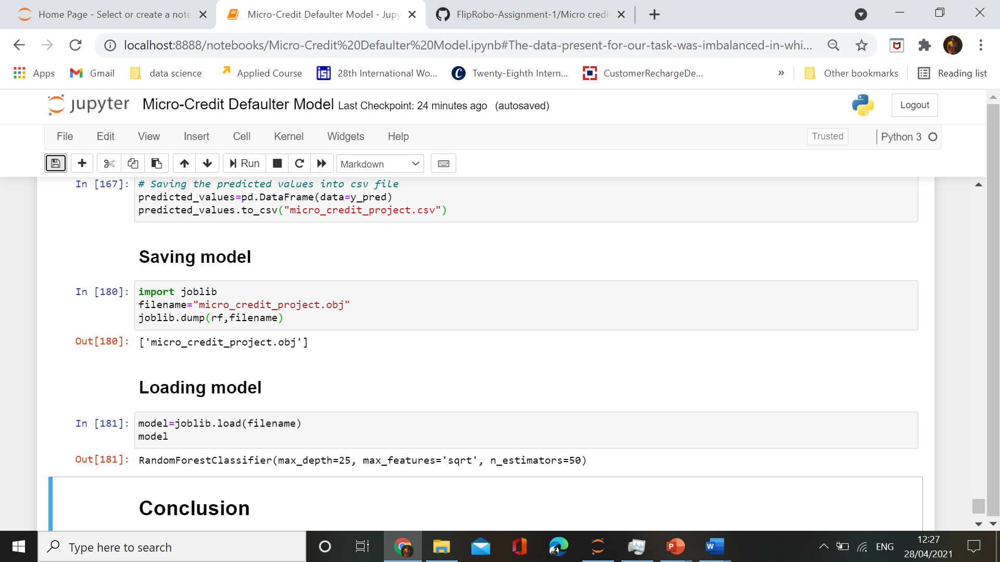 Home Page - Select or create a note
Micro-Credit Defaulter Model - Jupy
FlipRobo-Assignment-1/Micro credi
localhost:8888/notebooks/Micro-Credit%20Defaulter%20Model.ipynb#The-data-present-for-our-task-was-imbalanced-in-whi...
Apps
Gmail
data science
Applied Course
28th International Wo...
Twenty-Eighth Intern...
CustomerRechargeDe...
»
Other bookmarks
Reading list
jupyter Micro-Credit Defaulter Model Last Checkpoint: 24 minutes ago (autosaved)
Logout
File Edit View Insert Cell Kernel Widgets Help
Trusted
Python 3
Run
Markdown
In [167]: # Saving the predicted values into csv file
predicted_values=pd.DataFrame(data=y_pred)
predicted_values.to_csv("micro_credit_project.csv")
Saving model
In [180]: import joblib
filename="micro_credit_project.obj"
joblib.dump(rf,filename)
Out[180]: ['micro_credit_project.obj']
Loading model
In [181]: model=joblib.load(filename)
model
Out[181]: RandomForestClassifier(max_depth=25, max_features='sqrt', n_estimators=50)
Conclusion
Type here to search
ENG
12:27
28/04/2021